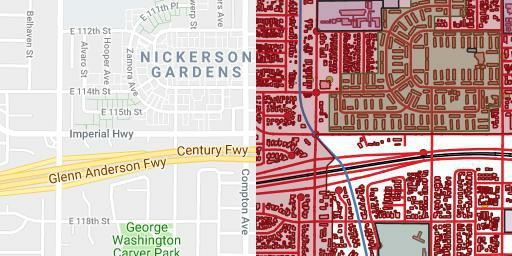 E 111th Pl
Belhaven St
E 112th St
Alvaro St
Hooper Ave
Zamora Ave
NICKERSON
GARDENS
E 114th St
E 115th St
Imperial Hwy
Century Fwy
Glenn Anderson Fwy
Compton Ave
E 118th St
George
Washington
Carver Park